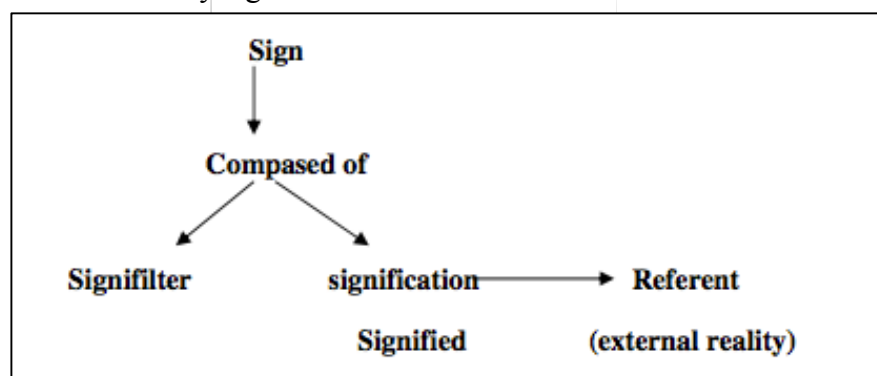 Sign
Compased of
Signifilter signification Referent
Signified (external reality)